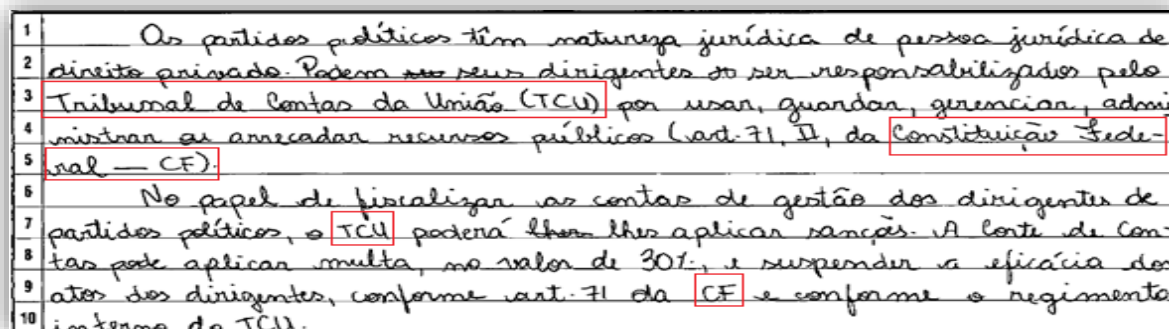 1 Os partidos políticos têm natureza jurídica de pessoa jurídica de
2 direito privado. Podem seus dirigentes ser responsabilizados pelo
3 Tribunal de Contas da União (TCU) por usar, guardar, gerenciar, admi
4 nistrar ou arrecadar recursos públicos (art. 71, II, da Constituição Fede-
5 ral — CF).
6 No papel de fiscalizar as contas de gestão dos dirigentes de
7 partidos políticos, o TCU poderá lhes aplicar sanções. A Corte de Con-
8 tas pode aplicar multa, no valor de 30%, e suspender a eficácia dos
9 atos dos dirigentes, conforme art. 71 da CF e conforme o regimento
10 interno do TCU.